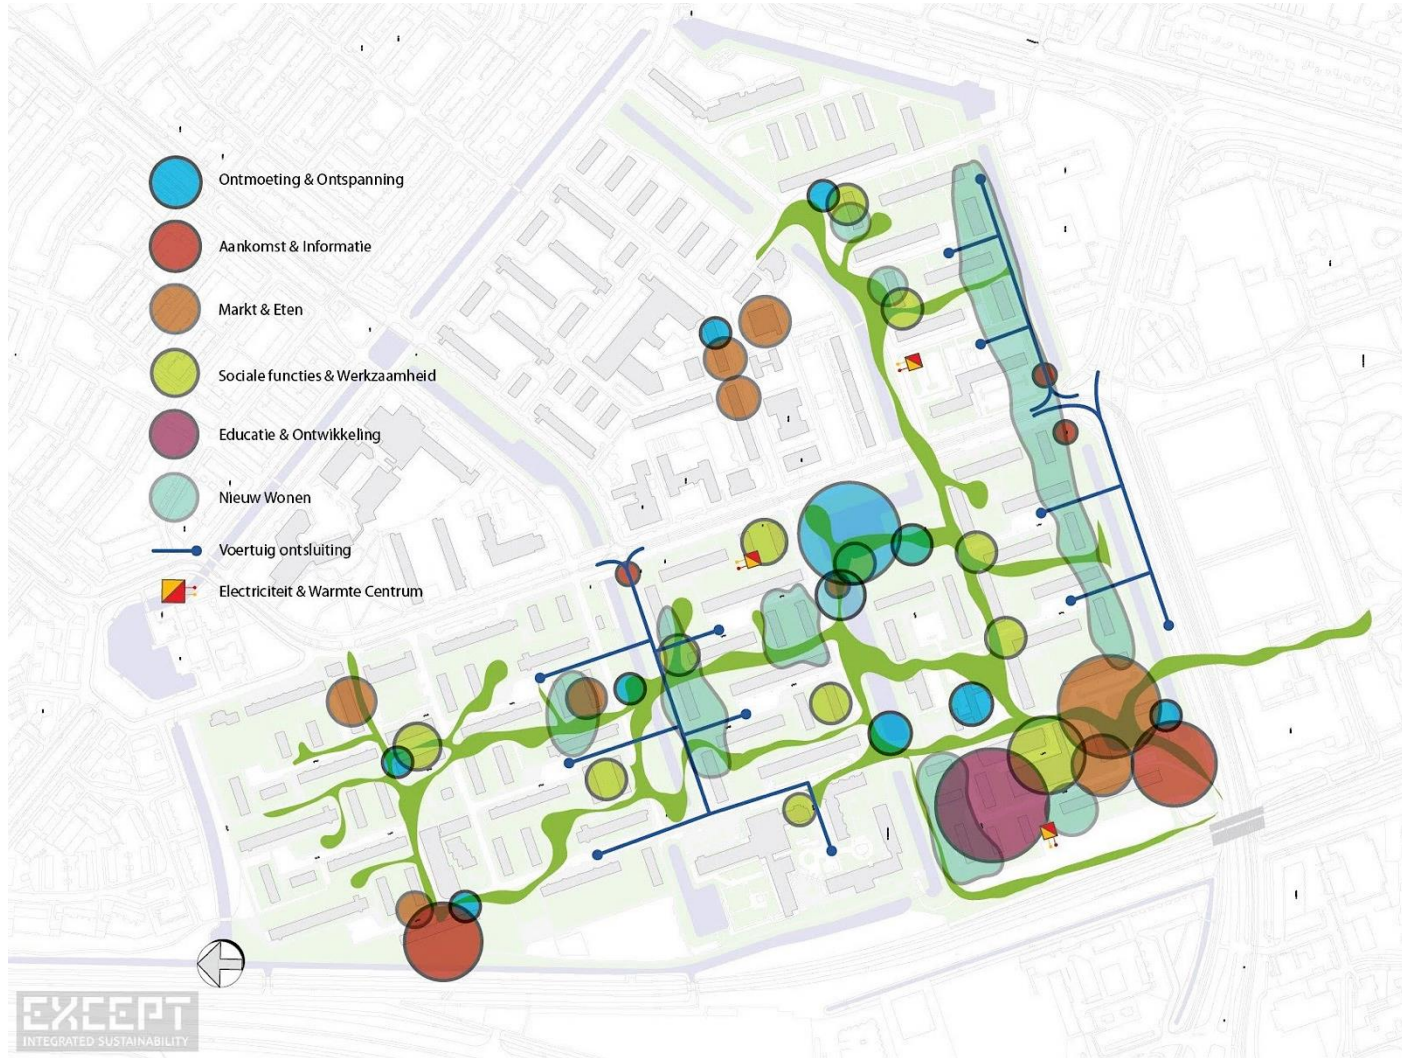 Ontmoeting & Ontspanning
Aankomst & Informatie
Markt & Eten
Sociale functies & Werkzaamheid
Educatie & Ontwikkeling
Nieuw Wonen
Voertuig ontsluiting
Electriciteit & Warmte Centrum
EXCEPT
INTEGRATED SUSTAINABILITY